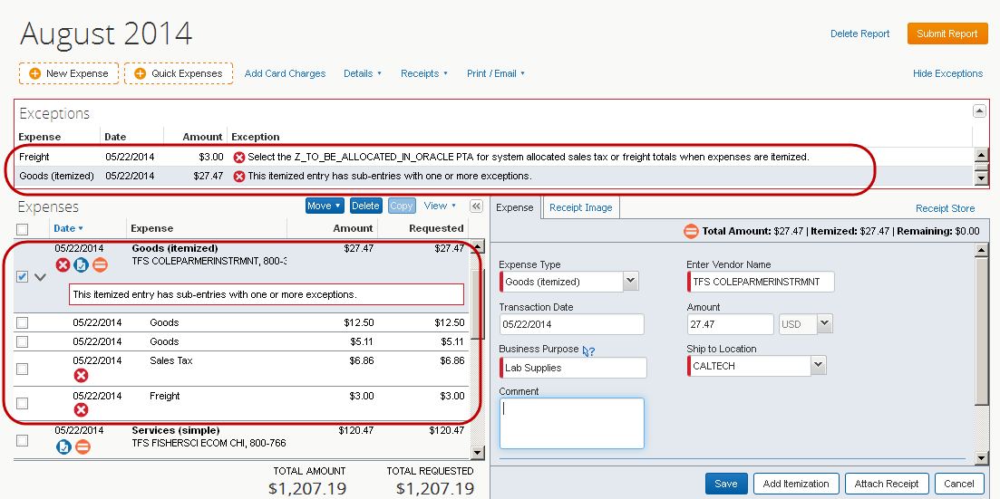 August 2014
Delete Report
Submit Report
New Expense
Quick Expenses
Add Card Charges
Details
Receipts
Print / Email
Hide Exceptions
Exceptions
Expense Date Amount Exception
Freight 05/22/2014 $3.00 Select the Z_TO_BE_ALLOCATED_IN_ORACLE PTA for system allocated sales tax or freight totals when expenses are itemized.
Goods (itemized) 05/22/2014 $27.47 This itemized entry has sub-entries with one or more exceptions.
Expenses
Move
Delete
Copy
View
Date Expense Amount Requested
05/22/2014 Goods (itemized) $27.47 $27.47
TFS COLEPARMERINSTRMNT, 800-3
This itemized entry has sub-entries with one or more exceptions.
05/22/2014 Goods $12.50 $12.50
05/22/2014 Goods $5.11 $5.11
05/22/2014 Sales Tax $6.86 $6.86
05/22/2014 Freight $3.00 $3.00
05/22/2014 Services (simple) $120.47 $120.47
TFS FISHERSCI ECOM CHI, 800-766
TOTAL AMOUNT TOTAL REQUESTED
$1,207.19 $1,207.19
Expense
Receipt Image
Receipt Store
Total Amount: $27.47 | Itemized: $27.47 | Remaining: $0.00
Expense Type
Goods (itemized)
Enter Vendor Name
TFS COLEPARMERINSTRMNT
Transaction Date
05/22/2014
Amount
27.47 USD
Business Purpose
Lab Supplies
Ship to Location
CALTECH
Comment
Save
Add Itemization
Attach Receipt
Cancel